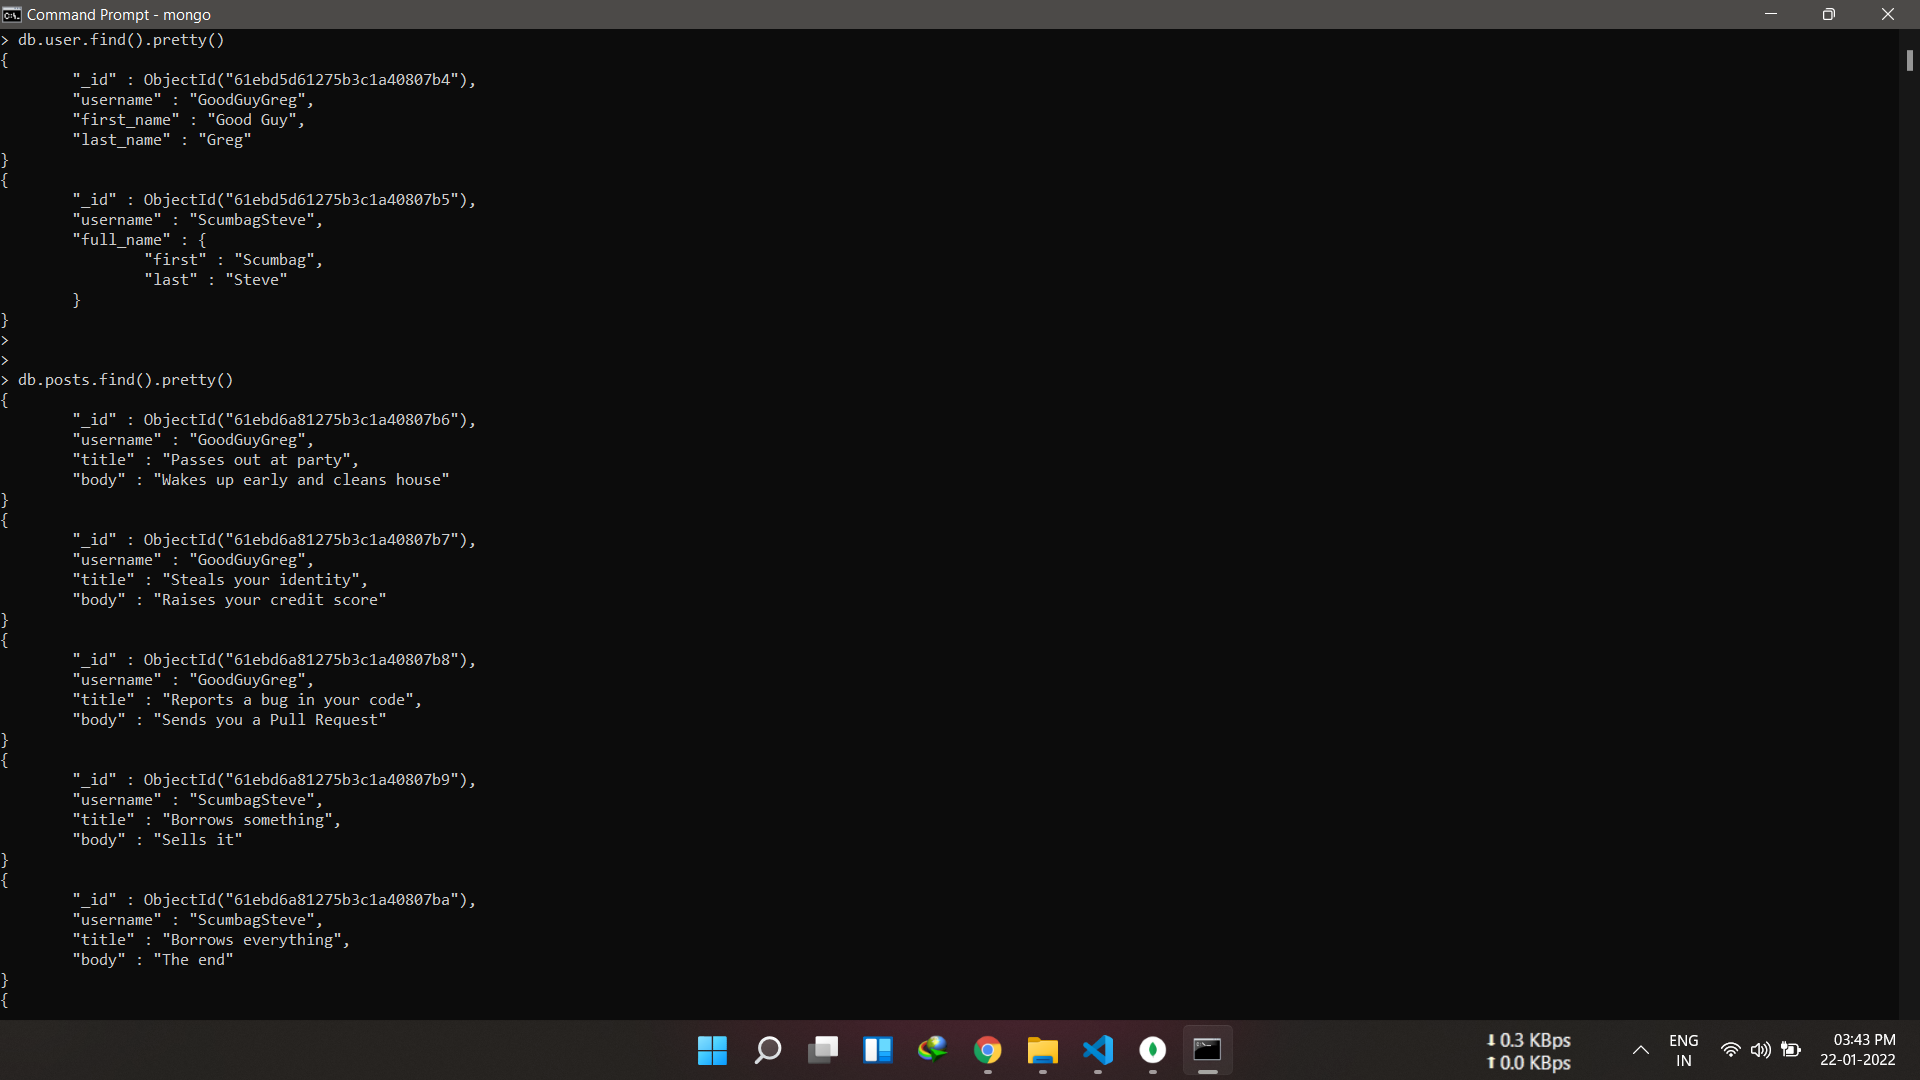 Command Prompt - mongo
> db.user.find().pretty()
{
        "_id" : ObjectId("61ebd5d61275b3c1a40807b4"),
        "username" : "GoodGuyGreg",
        "first_name" : "Good Guy",
        "last_name" : "Greg"
}
{
        "_id" : ObjectId("61ebd5d61275b3c1a40807b5"),
        "username" : "ScumbagSteve",
        "full_name" : {
                "first" : "Scumbag",
                "last" : "Steve"
        }
}
>
>
> db.posts.find().pretty()
{
        "_id" : ObjectId("61ebd6a81275b3c1a40807b6"),
        "username" : "GoodGuyGreg",
        "title" : "Passes out at party",
        "body" : "Wakes up early and cleans house"
}
{
        "_id" : ObjectId("61ebd6a81275b3c1a40807b7"),
        "username" : "GoodGuyGreg",
        "title" : "Steals your identity",
        "body" : "Raises your credit score"
}
{
        "_id" : ObjectId("61ebd6a81275b3c1a40807b8"),
        "username" : "GoodGuyGreg",
        "title" : "Reports a bug in your code",
        "body" : "Sends you a Pull Request"
}
{
        "_id" : ObjectId("61ebd6a81275b3c1a40807b9"),
        "username" : "ScumbagSteve",
        "title" : "Borrows something",
        "body" : "Sells it"
}
{
        "_id" : ObjectId("61ebd6a81275b3c1a40807ba"),
        "username" : "ScumbagSteve",
        "title" : "Borrows everything",
        "body" : "The end"
}
{
0.3 KBps
0.0 KBps
ENG
IN
03:43 PM
22-01-2022